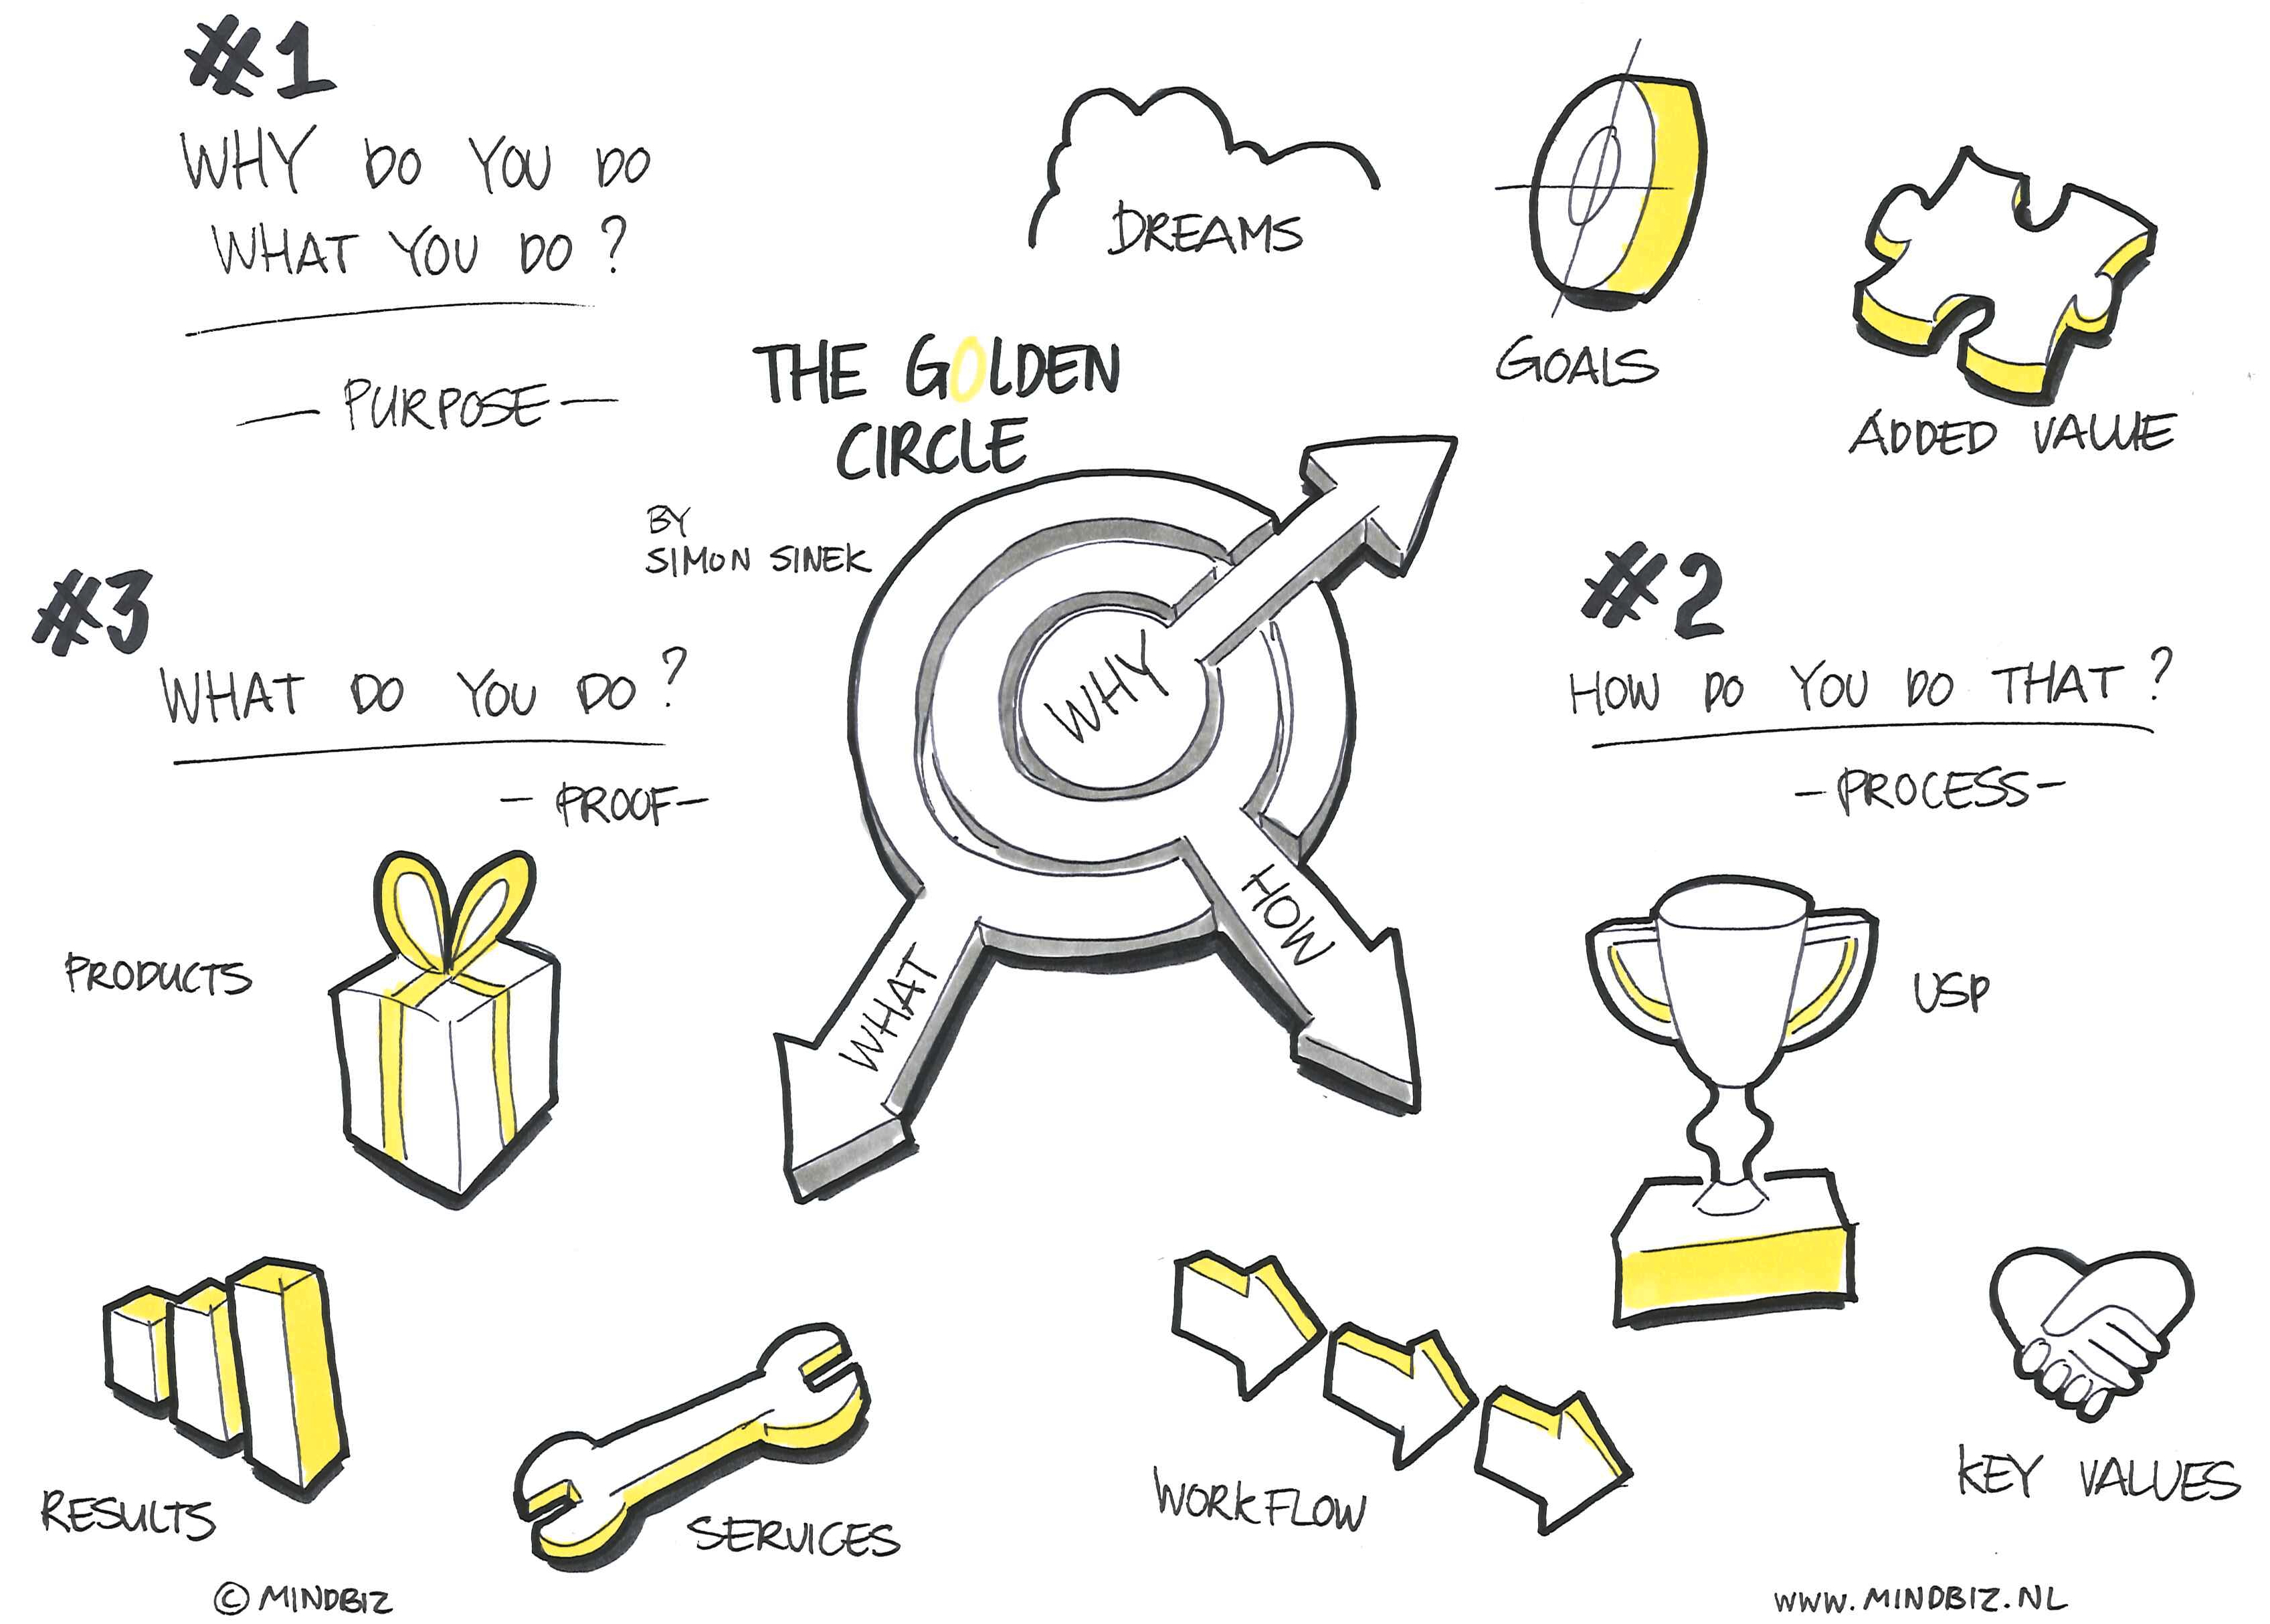 #1
WHY DO YOU DO
WHAT YOU DO?
- PURPOSE -
DREAMS
GOALS
ADDED VALUE
THE GOLDEN
CIRCLE
BY
SIMON SINEK
WHY
HOW
WHAT
#2
HOW DO YOU DO THAT?
- PROCESS -
USP
WORKFLOW
KEY VALUES
#3
WHAT DO YOU DO?
- PROOF -
PRODUCTS
RESULTS
SERVICES
© MINDBIZ
WWW.MINDBIZ.NL